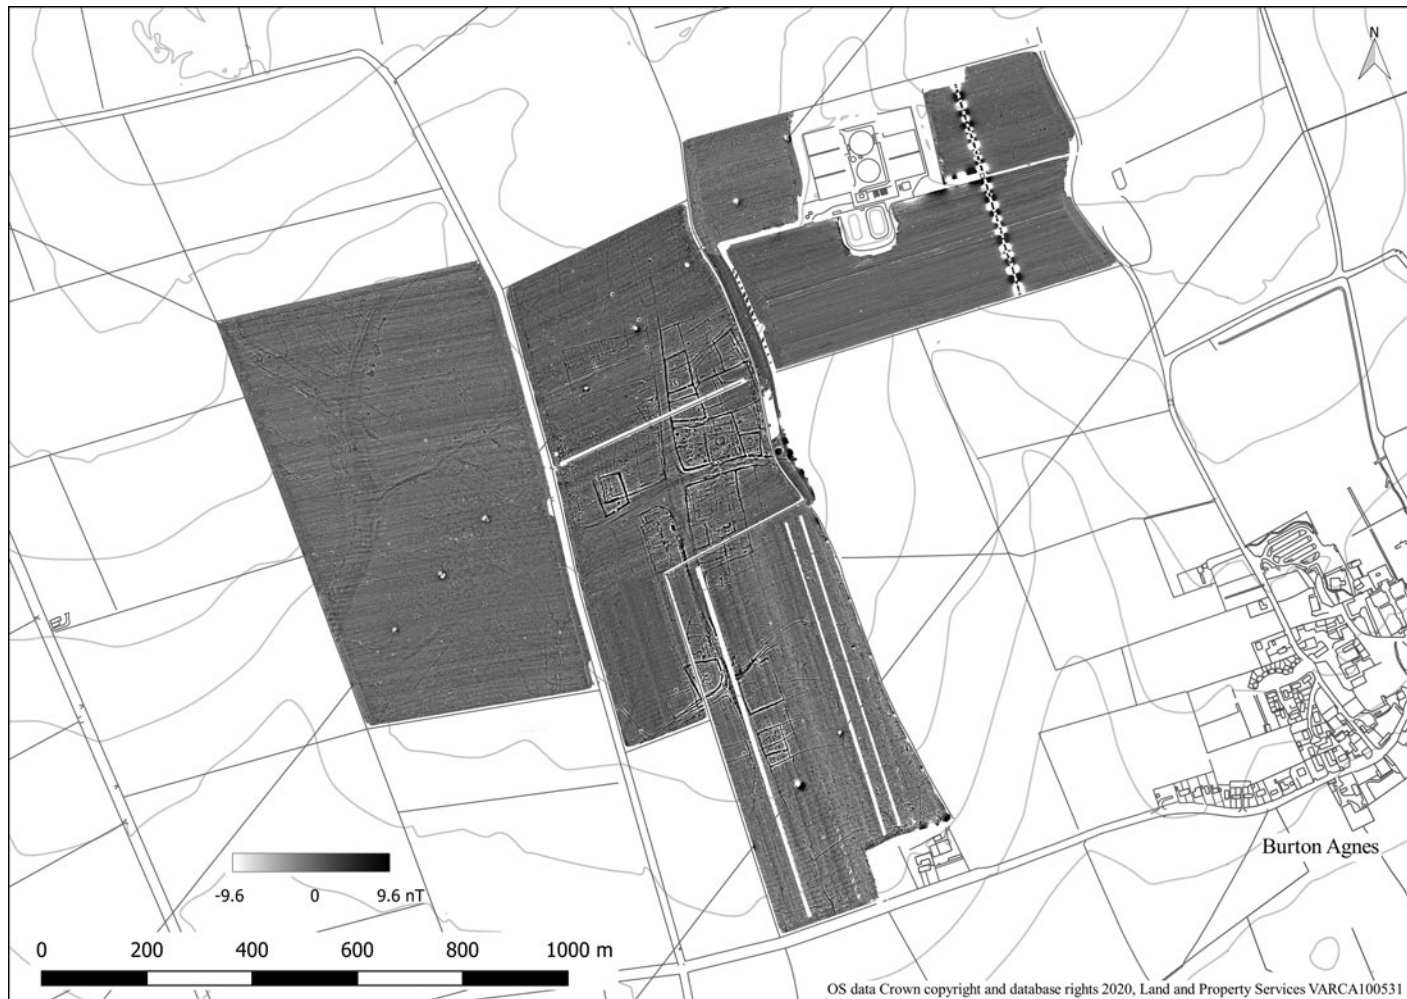 N
Burton Agnes
-9.6 0 9.6 nT
0 200 400 600 800 1000 m
OS data Crown copyright and database rights 2020, Land and Property Services VARCA100531